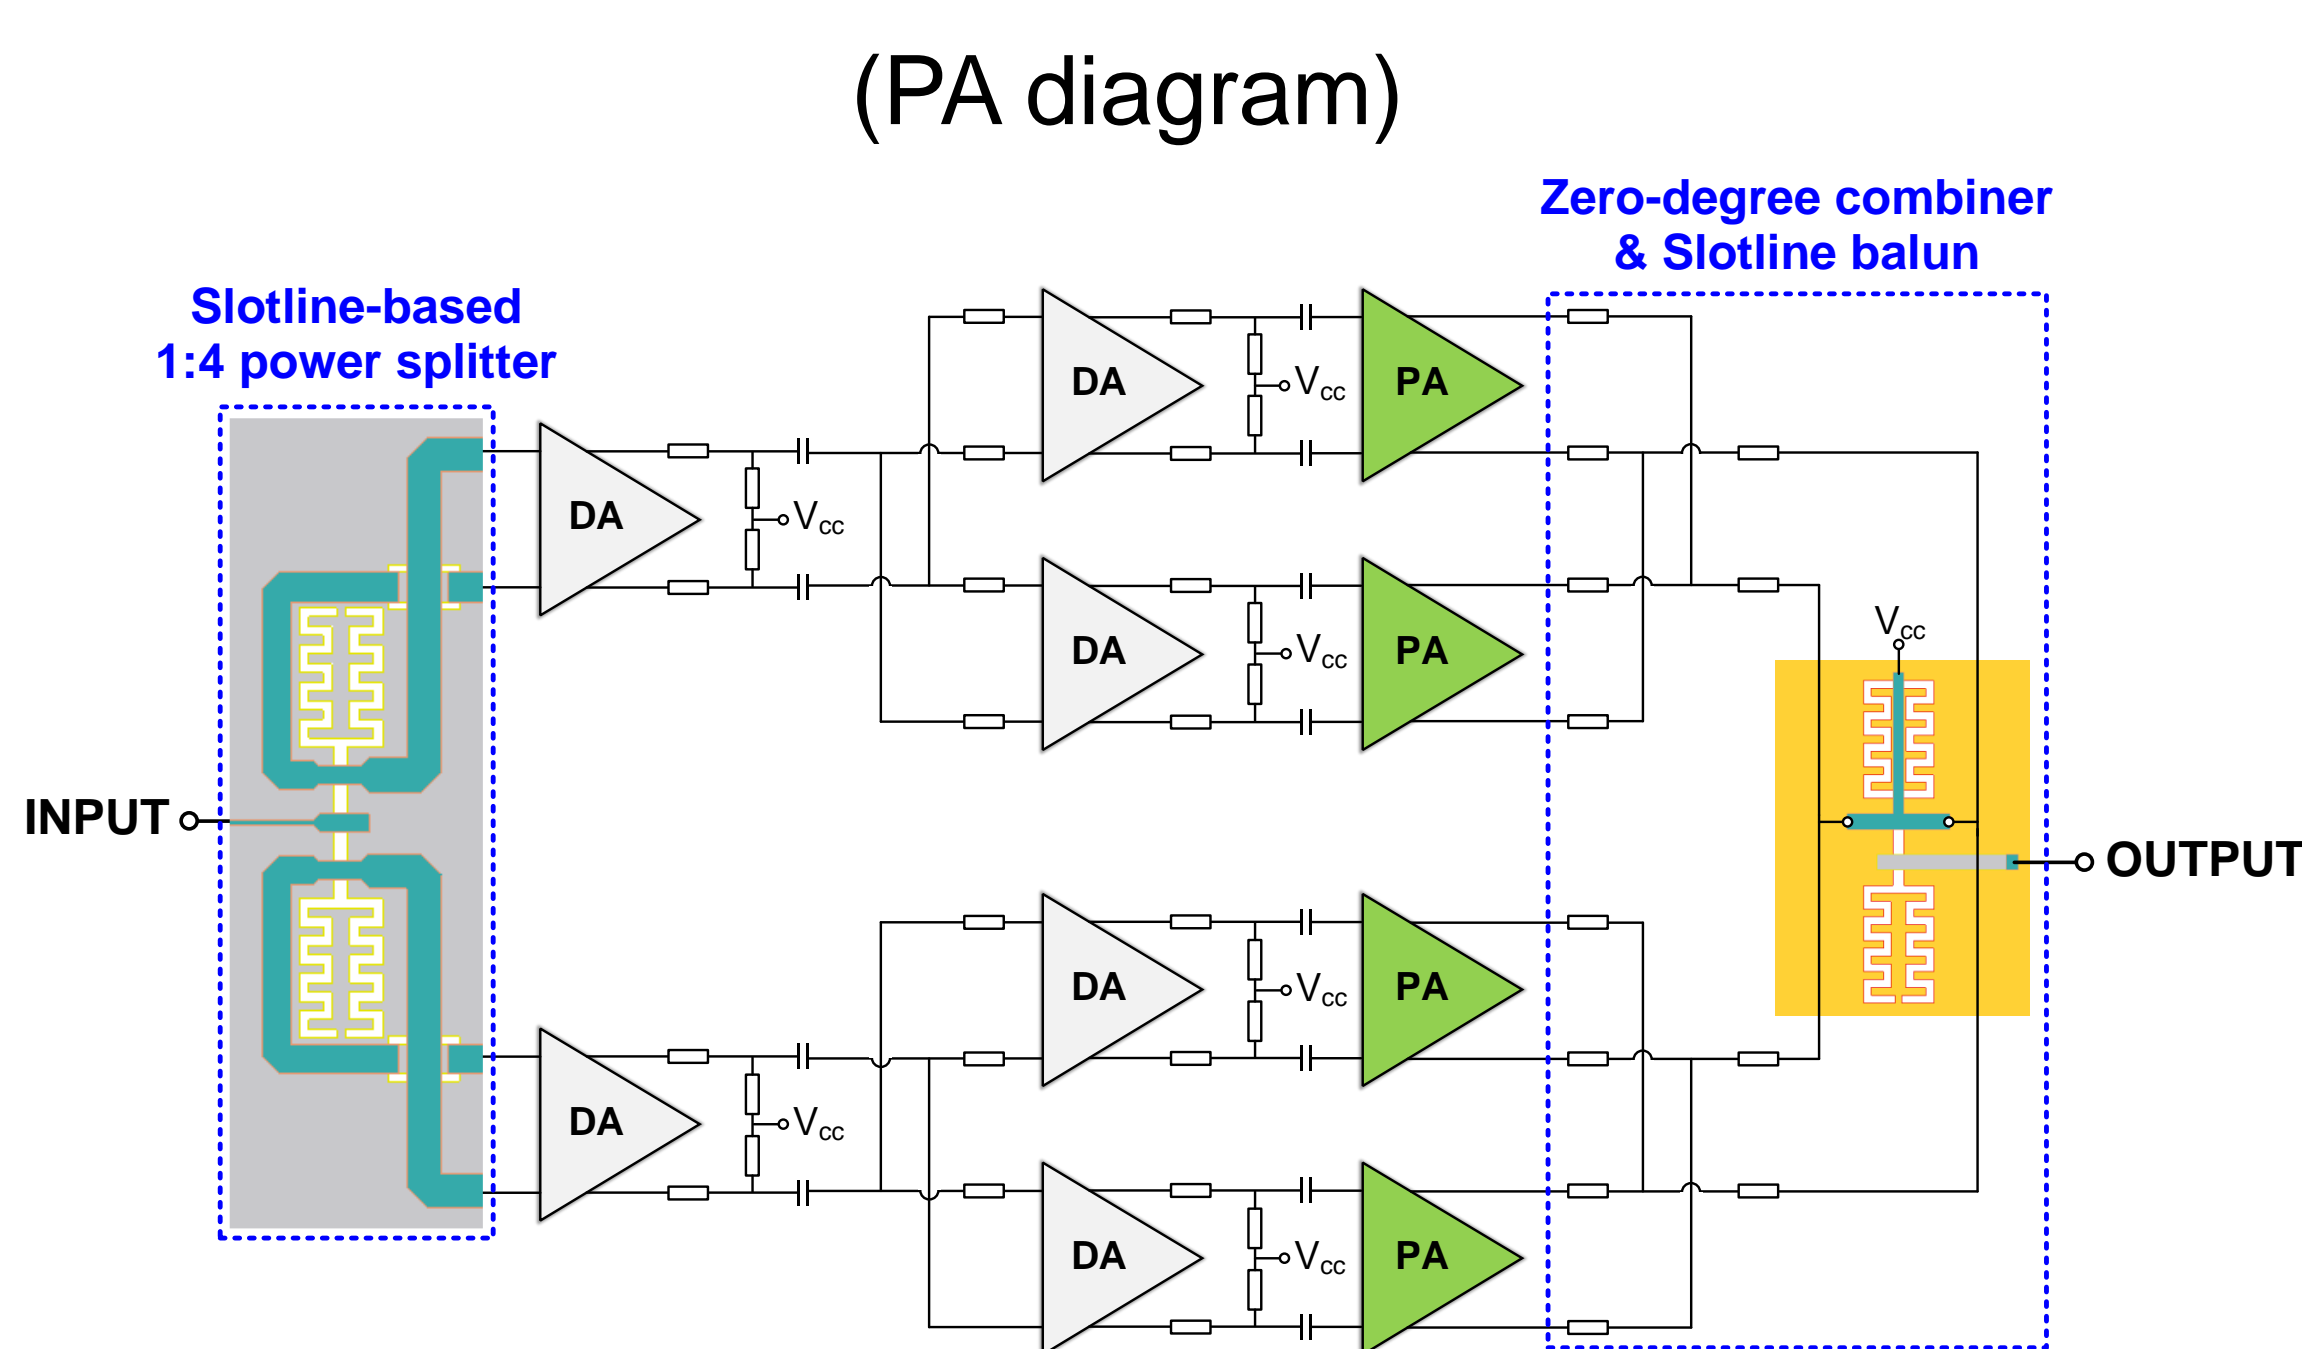 (PA diagram)
Zero-degree combiner
& Slotline balun
Slotline-based
1:4 power splitter
DA
VCC
PA
DA
VCC
DA
VCC
PA
VCC
INPUT
OUTPUT
DA
VCC
PA
DA
VCC
DA
VCC
PA